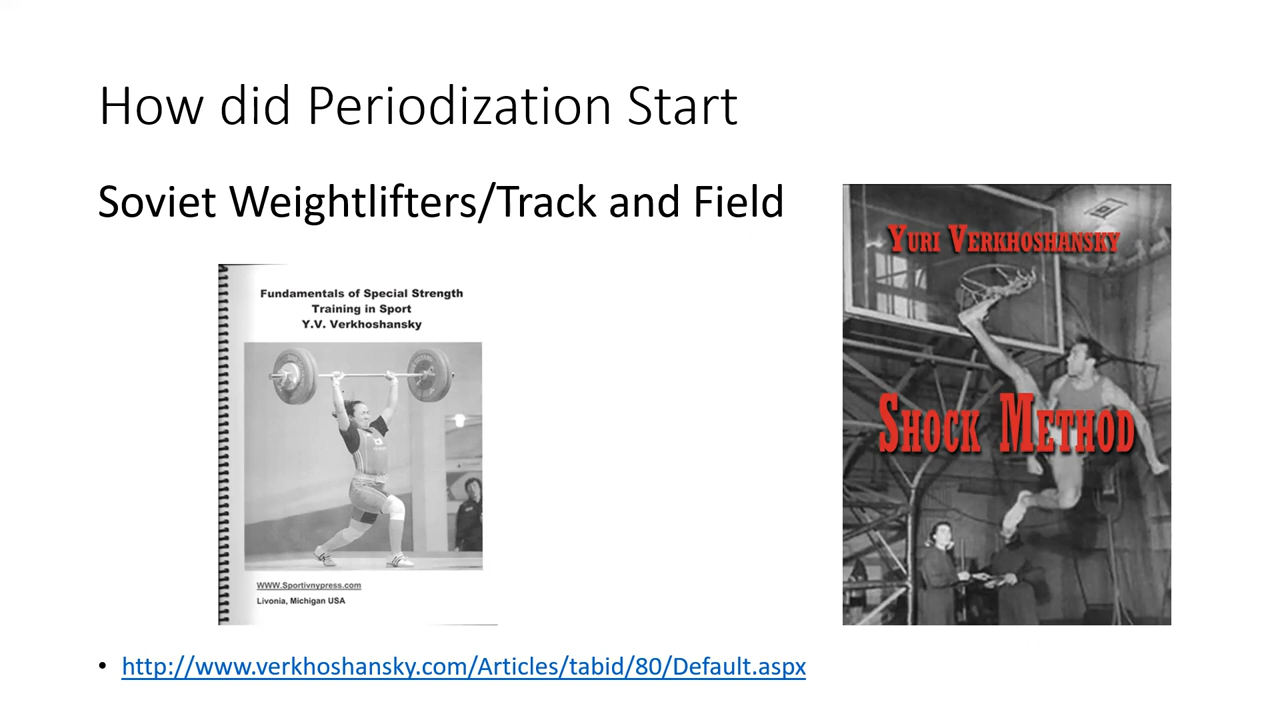 How did Periodization Start
Soviet Weightlifters/Track and Field
Fundamentals of Special Strength
Training in Sport
Y.V. Verkhoshansky
WWW.Sportivnypress.com
Livonia, Michigan USA
YURI VERKHOSHANSKY
SHOCK METHOD
• http://www.verkhoshansky.com/Articles/tabid/80/Default.aspx